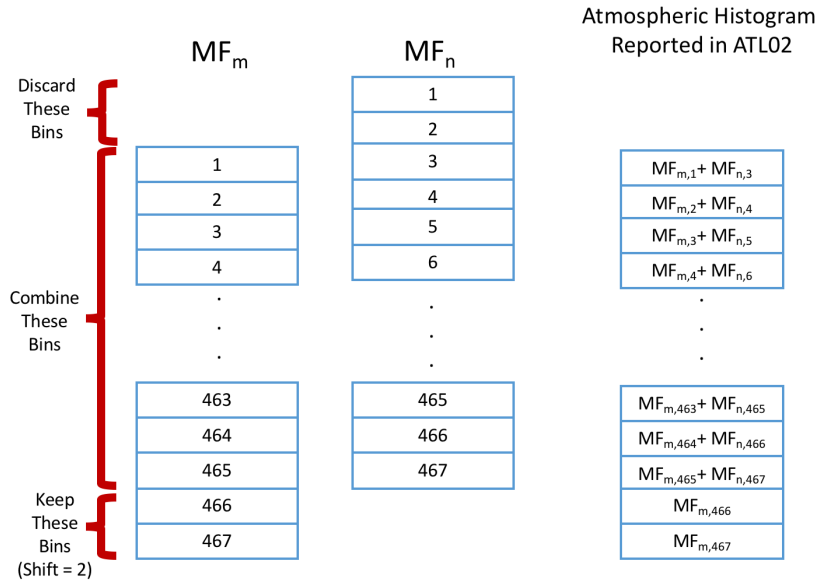 Atmospheric Histogram
Reported in ATL02
MFm
MFn
Discard
These
Bins
1
2
3
4
5
6
1
2
3
4
.
.
.
.
.
.
Combine
These
Bins
463
464
465
466
467
465
466
467
Keep
These
Bins
(Shift = 2)
MFm,1+ MFn,3
MFm,2+ MFn,4
MFm,3+ MFn,5
MFm,4+ MFn,6
.
.
.
MFm,463+ MFn,465
MFm,464+ MFn,466
MFm,465+ MFn,467
MFm,466
MFm,467